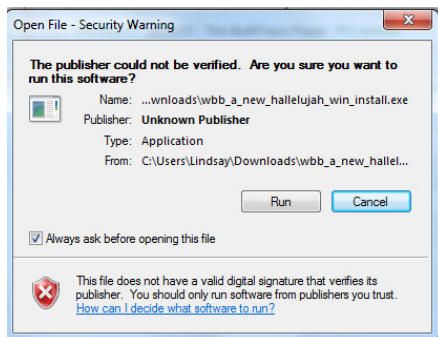 Open File - Security Warning
The publisher could not be verified. Are you sure you want to
run this software?
Name: ...wnloads\wbb_a_new_hallelujah_win_install.exe
Publisher: Unknown Publisher
Type: Application
From: C:\Users\Lindsay\Downloads\wbb_a_new_hallel...
Run Cancel
Always ask before opening this file
This file does not have a valid digital signature that verifies its
publisher. You should only run software from publishers you trust.
How can I decide what software to run?